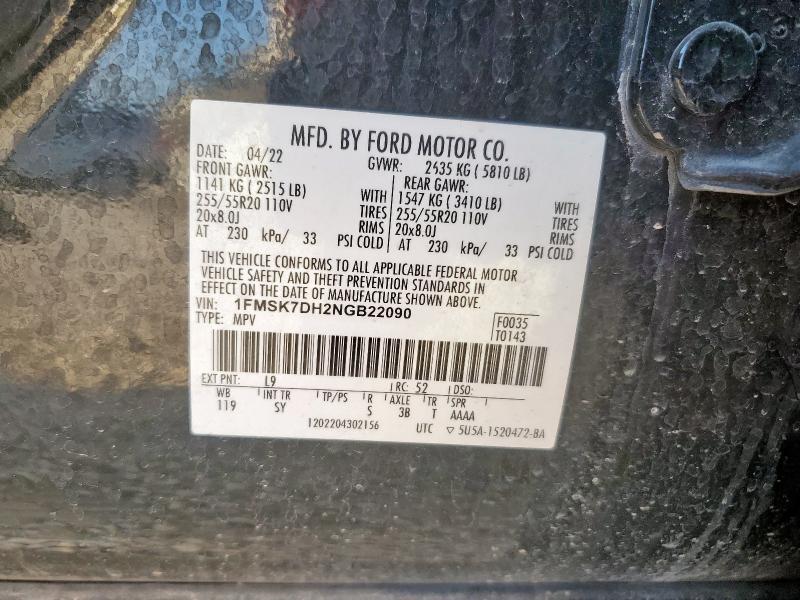 MFD. BY FORD MOTOR CO.
DATE: 04/22 GVWR: 2635 KG ( 5810 LB)
FRONT GAWR: REAR GAWR:
1141 KG ( 2515 LB) WITH 1547 KG ( 3410 LB) WITH
255/55R20 110V TIRES 255/55R20 110V TIRES
20x8.0J RIMS 20x8.0J RIMS
AT 230 kPa/ 33 PSI COLD AT 230 kPa/ 33 PSI COLD
THIS VEHICLE CONFORMS TO ALL APPLICABLE FEDERAL MOTOR
VEHICLE SAFETY AND THEFT PREVENTION STANDARDS IN
EFFECT ON THE DATE OF MANUFACTURE SHOWN ABOVE.
VIN: 1FMSK7DH2NGB22090
TYPE: MPV
F0035
T0143
EXT PNT: L9 RC: 52 DSO:
WB INT TR TP/PS R AXLE TR SPR
119 SY S 3B T AAAA
1202204302156 UTC ▽ 5U5A-1520472-BA